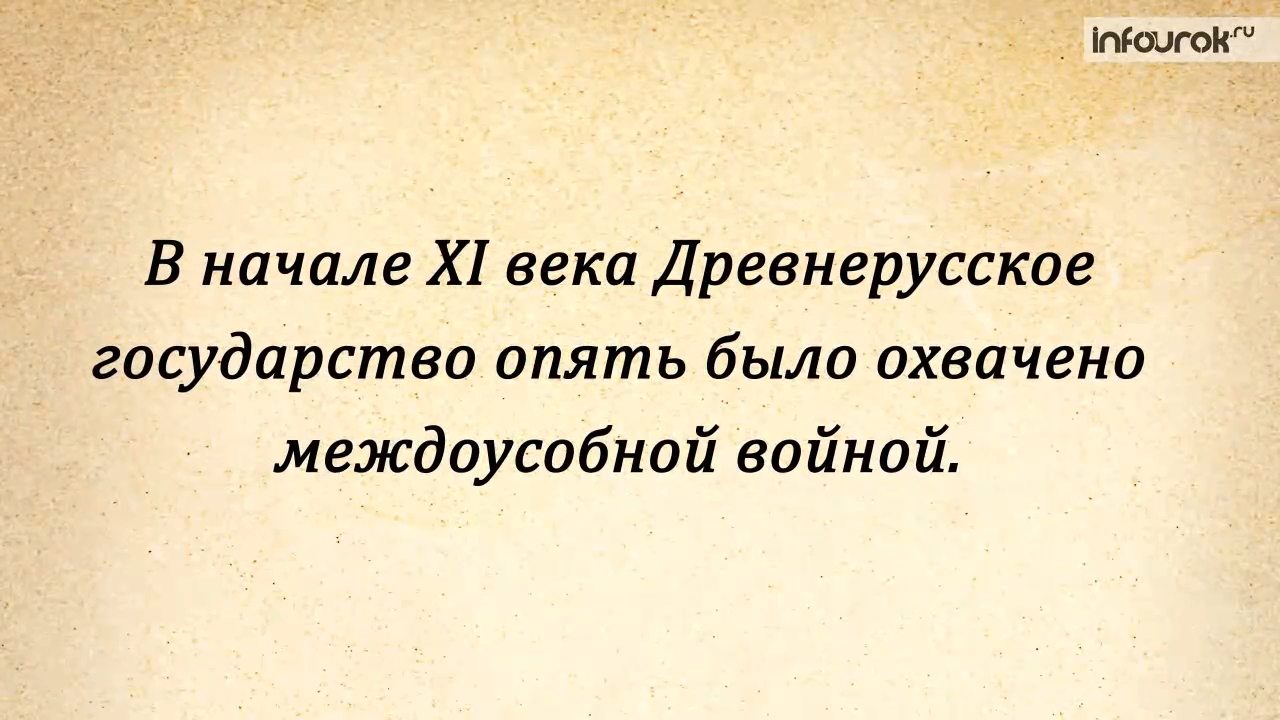 infourok.ru
В начале XI века Древнерусское
государство опять было охвачено
междоусобной войной.